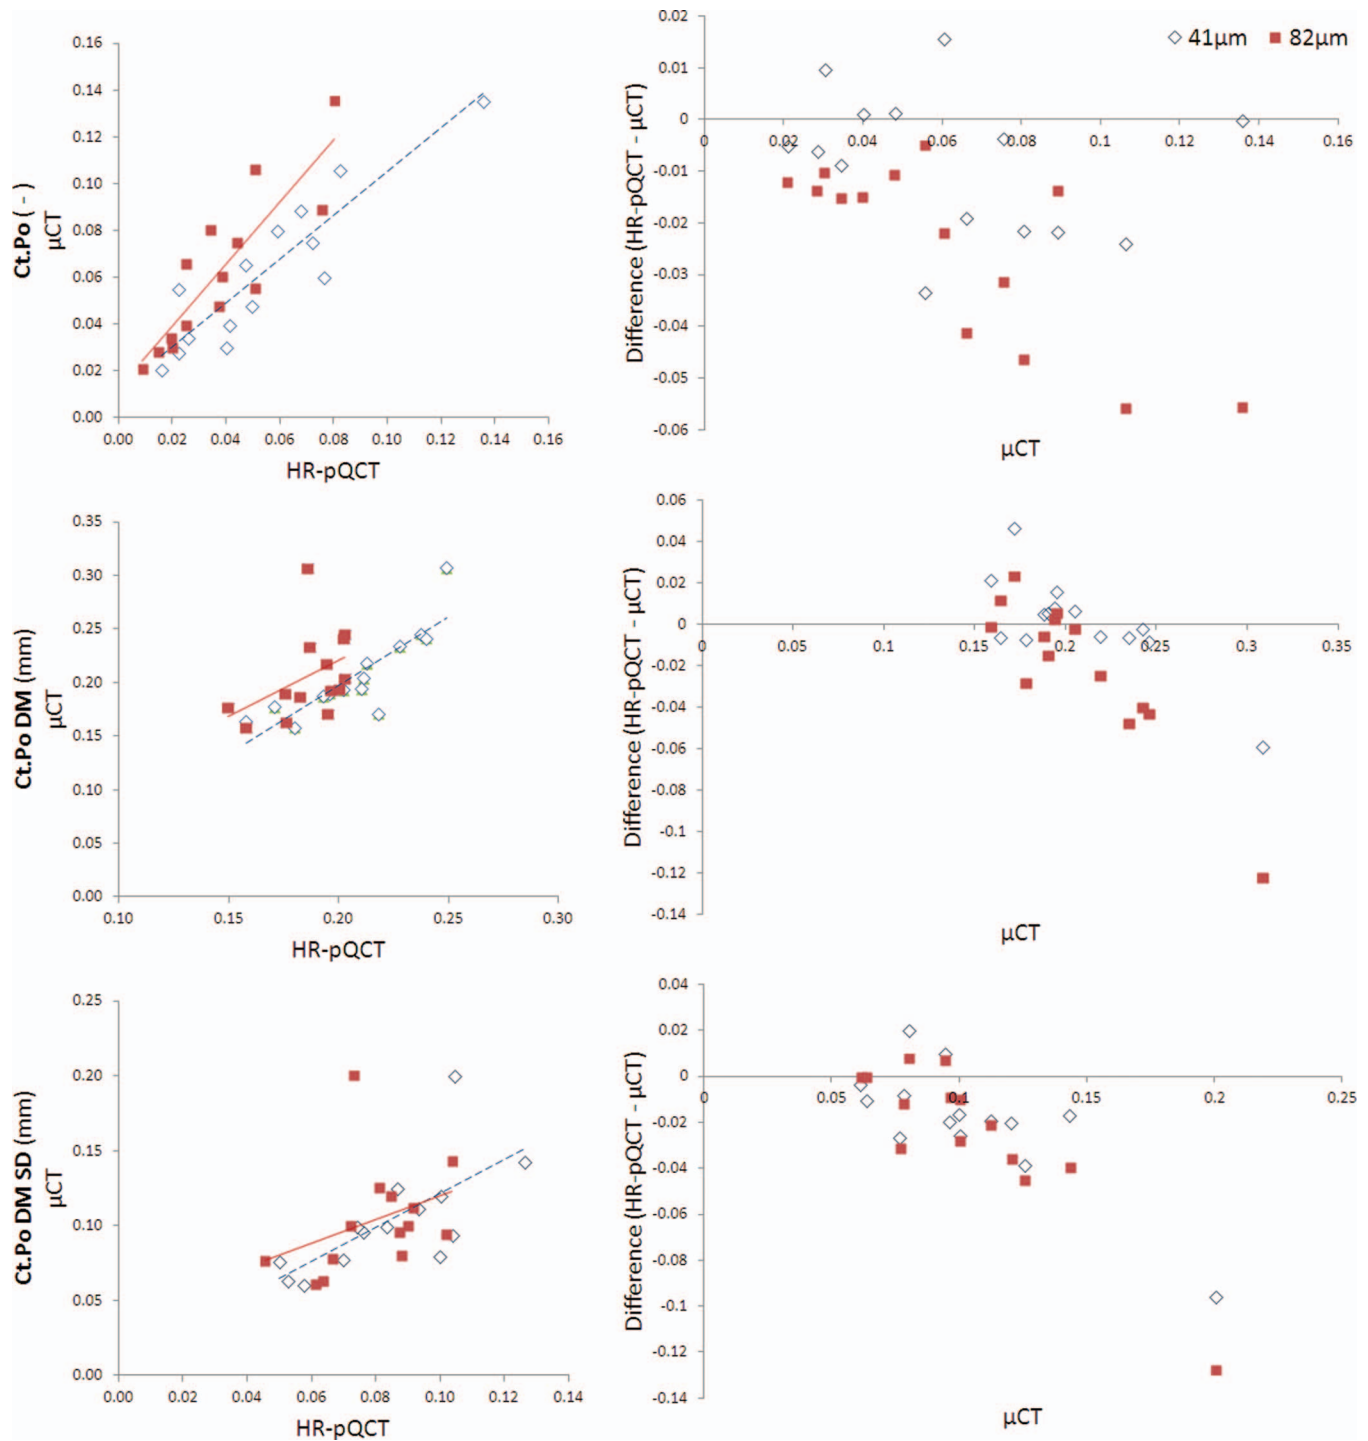 Ct.Po ( - )
µCT
0.16
0.14
0.12
0.10
0.08
0.06
0.04
0.02
0.00
0.00 0.02 0.04 0.06 0.08 0.10 0.12 0.14 0.16
HR-pQCT
Difference (HR-pQCT - µCT)
0.02
0.01
0
-0.01
-0.02
-0.03
-0.04
-0.05
-0.06
0 0.02 0.04 0.06 0.08 0.1 0.12 0.14 0.16
41µm 82µm
µCT
Ct.Po DM (mm)
µCT
0.35
0.30
0.25
0.20
0.15
0.10
0.05
0.00
0.10 0.15 0.20 0.25 0.30
HR-pQCT
Difference (HR-pQCT - µCT)
0.06
0.04
0.02
0
-0.02
-0.04
-0.06
-0.08
-0.1
-0.12
-0.14
0 0.05 0.1 0.15 0.2 0.25 0.3 0.35
µCT
Ct.Po DM SD (mm)
µCT
0.25
0.20
0.15
0.10
0.05
0.00
0.00 0.02 0.04 0.06 0.08 0.10 0.12 0.14
HR-pQCT
Difference (HR-pQCT - µCT)
0.04
0.02
0
-0.02
-0.04
-0.06
-0.08
-0.1
-0.12
-0.14
0 0.05 0.1 0.15 0.2 0.25
µCT